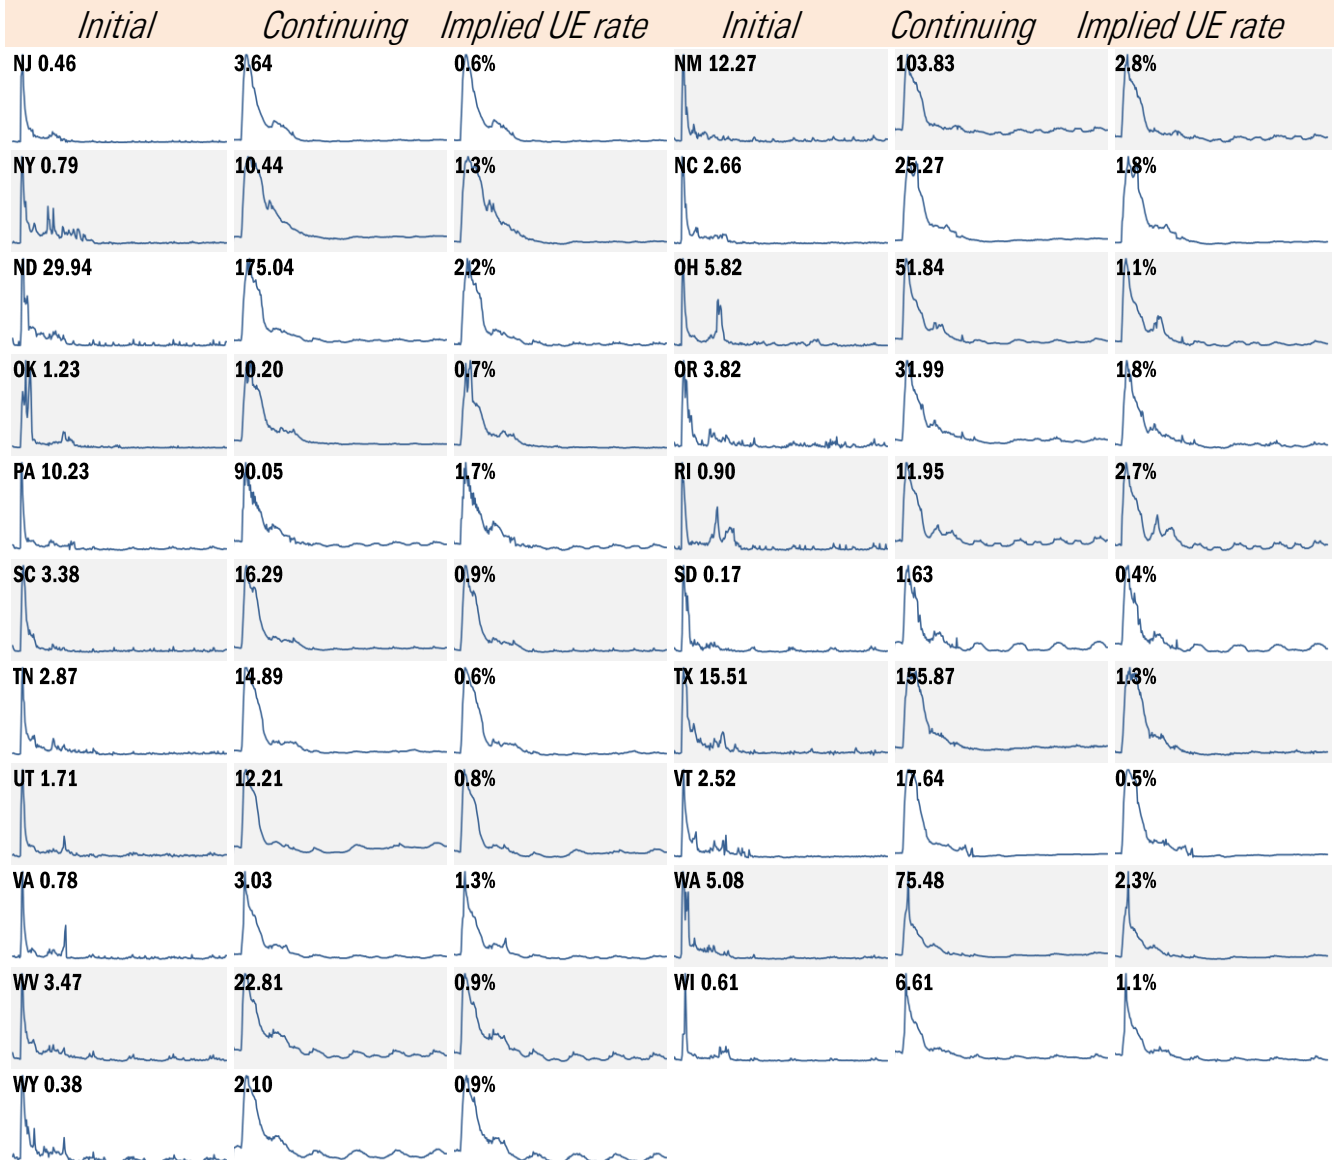 Initial Continuing Implied UE rate Initial Continuing Implied UE rate
NJ 0.46 3.64 0.6% NM 12.27 103.83 2.8%
NY 0.79 10.44 1.3% NC 2.66 25.27 1.8%
ND 29.94 175.04 2.2% OH 5.82 51.84 1.1%
OK 1.23 10.20 0.7% OR 3.82 31.99 1.8%
PA 10.23 90.05 1.7% RI 0.90 11.95 2.7%
SC 3.38 16.29 0.9% SD 0.17 1.63 0.4%
TN 2.87 14.89 0.6% TX 15.51 155.87 1.3%
UT 1.71 12.21 0.8% VT 2.52 17.64 0.5%
VA 0.78 3.03 1.3% WA 5.08 75.48 2.3%
WV 3.47 22.81 0.9% WI 0.61 6.61 1.1%
WY 0.38 2.10 0.9%